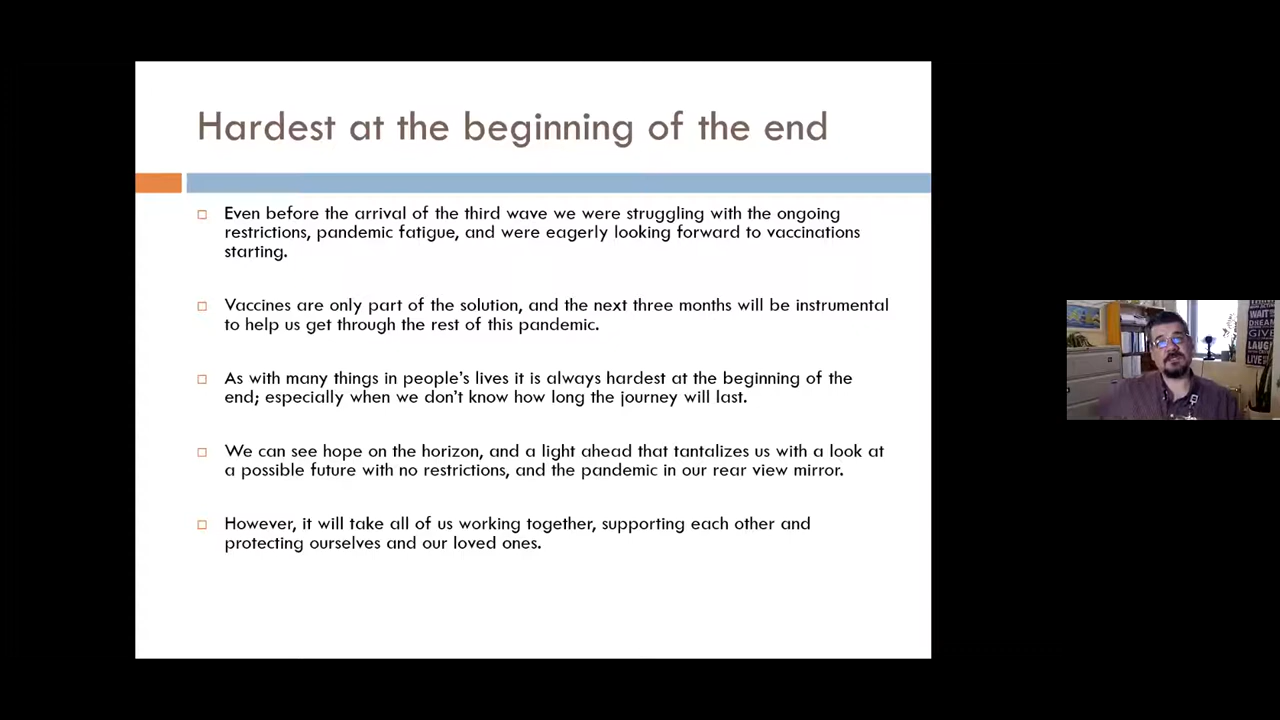 Hardest at the beginning of the end
Even before the arrival of the third wave we were struggling with the ongoing
restrictions, pandemic fatigue, and were eagerly looking forward to vaccinations
starting.
Vaccines are only part of the solution, and the next three months will be instrumental
to help us get through the rest of this pandemic.
As with many things in people’s lives it is always hardest at the beginning of the
end; especially when we don’t know how long the journey will last.
We can see hope on the horizon, and a light ahead that tantalizes us with a look at
a possible future with no restrictions, and the pandemic in our rear view mirror.
However, it will take all of us working together, supporting each other and
protecting ourselves and our loved ones.
WAIT
DREAM
GIVE
LAUGH